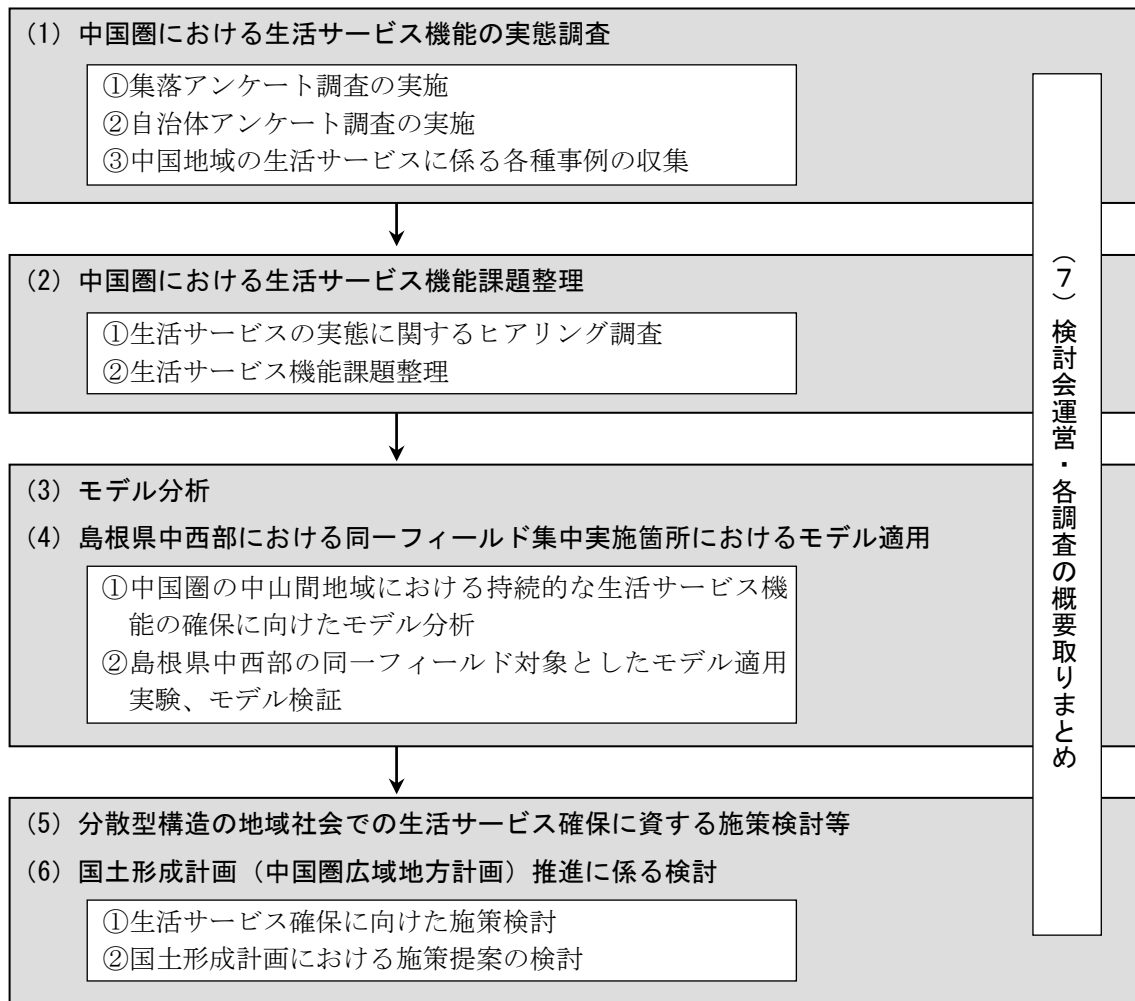 (1) 中国圏における生活サービス機能の実態調査
①集落アンケート調査の実施
②自治体アンケート調査の実施
③中国地域の生活サービスに係る各種事例の収集
(2) 中国圏における生活サービス機能課題整理
①生活サービスの実態に関するヒアリング調査
②生活サービス機能課題整理
(3) モデル分析
(4) 島根県中西部における同一フィールド集中実施箇所におけるモデル適用
①中国圏の中山間地域における持続的な生活サービス機
能の確保に向けたモデル分析
②島根県中西部の同一フィールド対象としたモデル適用
実験、モデル検証
(5) 分散型構造の地域社会での生活サービス確保に資する施策検討等
(6) 国土形成計画（中国圏広域地方計画）推進に係る検討
①生活サービス確保に向けた施策検討
②国土形成計画における施策提案の検討
（7）検討会運営・各調査の概要取りまとめ